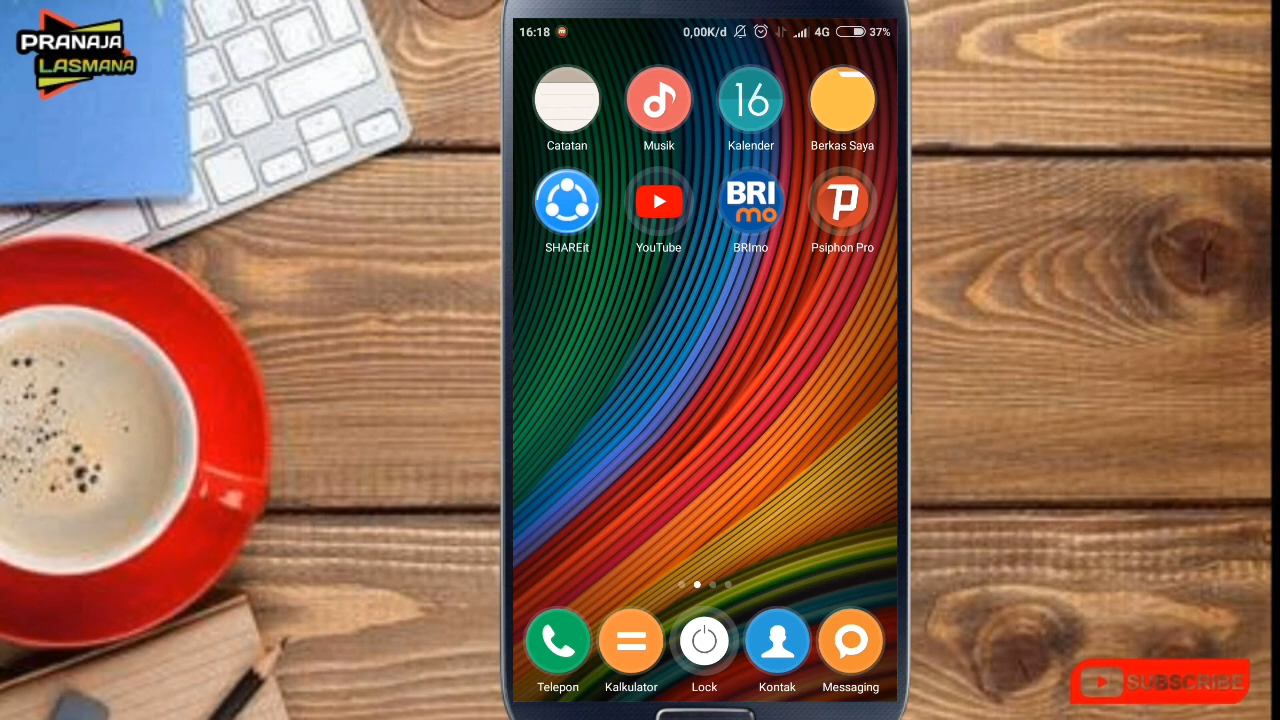 PRANAJA
LASMANA
16:18
0,00K/d 4G 37%
16
Catatan Musik Kalender Berkas Saya
BRI
mo
SHAREit YouTube BRImo Psiphon Pro
Telepon Kalkulator Lock Kontak Messaging
SUBSCRIBE